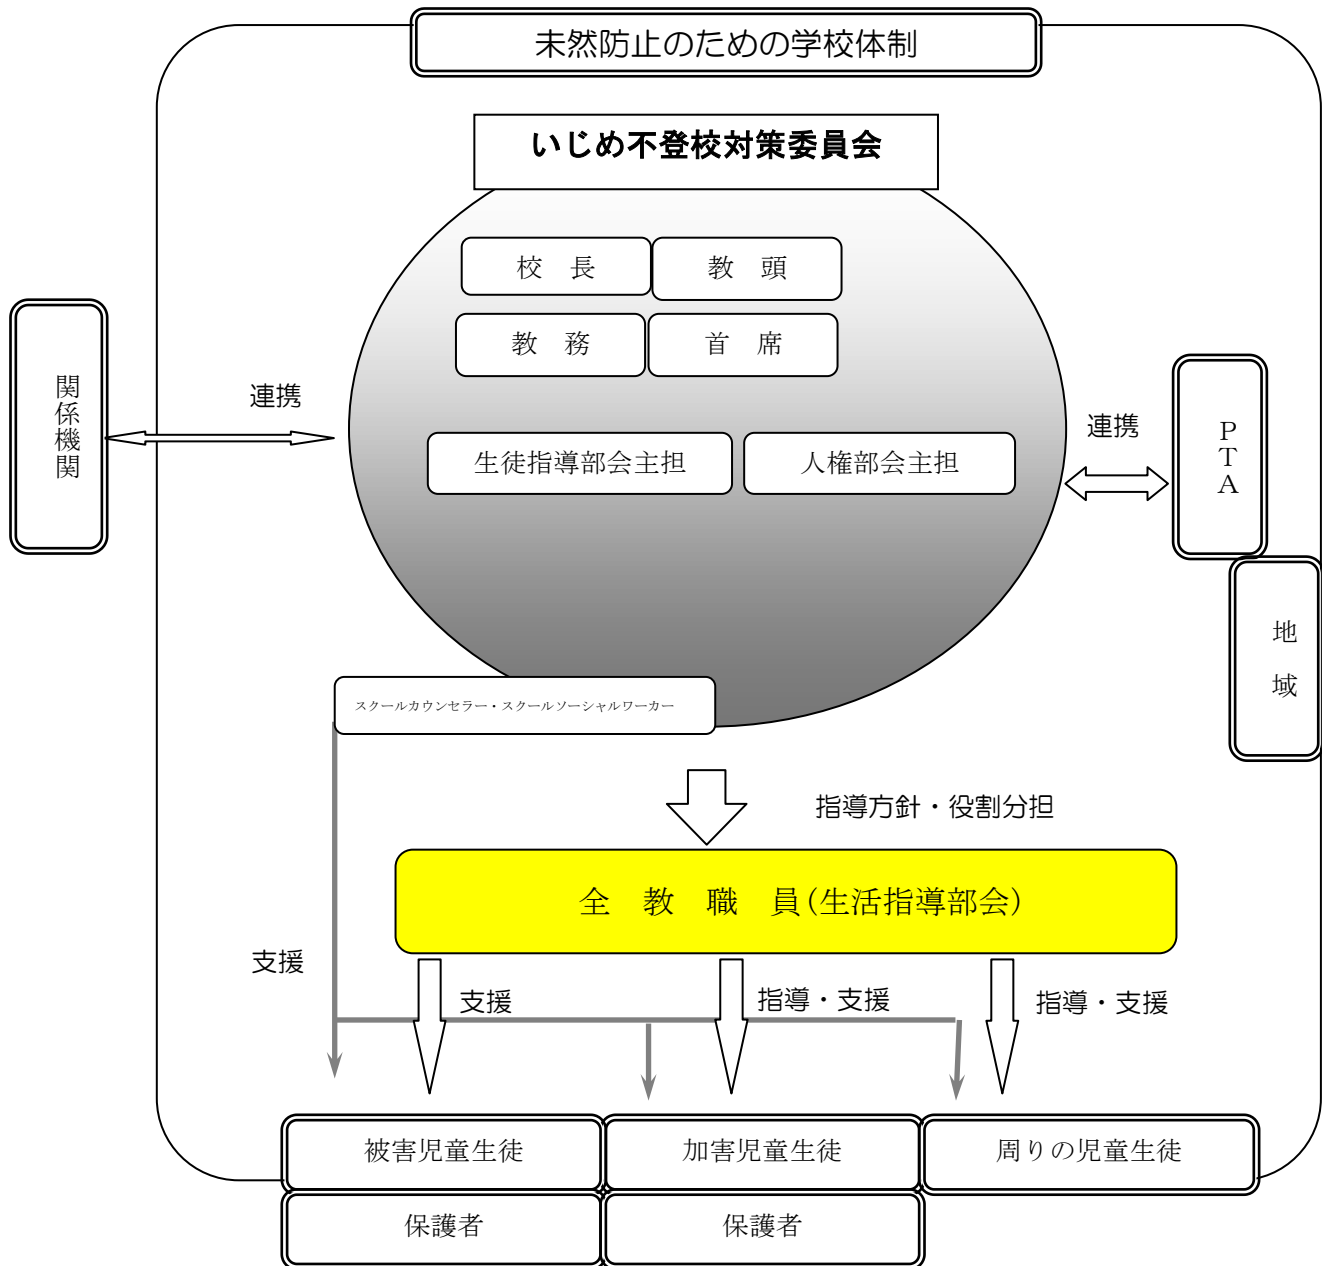 未然防止のための学校体制
いじめ不登校対策委員会
校　長
教　頭
教　務
首　席
関係機関
連携
連携
PTA
生徒指導部会主担
人権部会主担
地　域
スクールカウンセラー・スクールソーシャルワーカー
指導方針・役割分担
全　教　職　員(生活指導部会)
支援
支援
指導・支援
指導・支援
被害児童生徒
加害児童生徒
周りの児童生徒
保護者
保護者